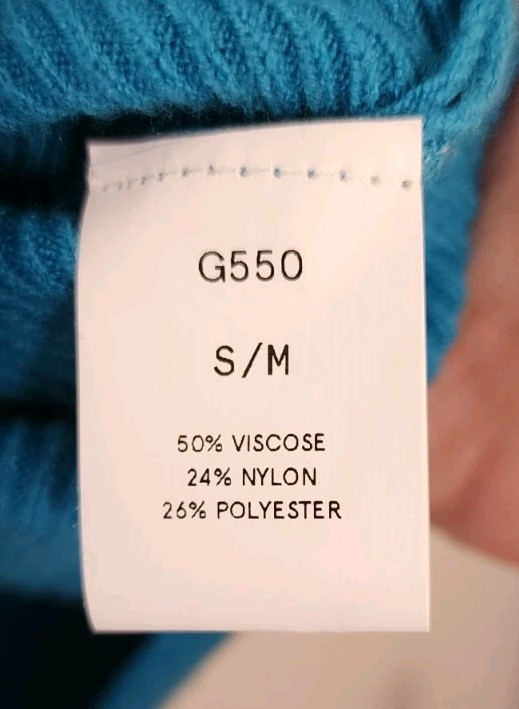 G550
S/M
50% VISCOSE
24% NYLON
26% POLYESTER